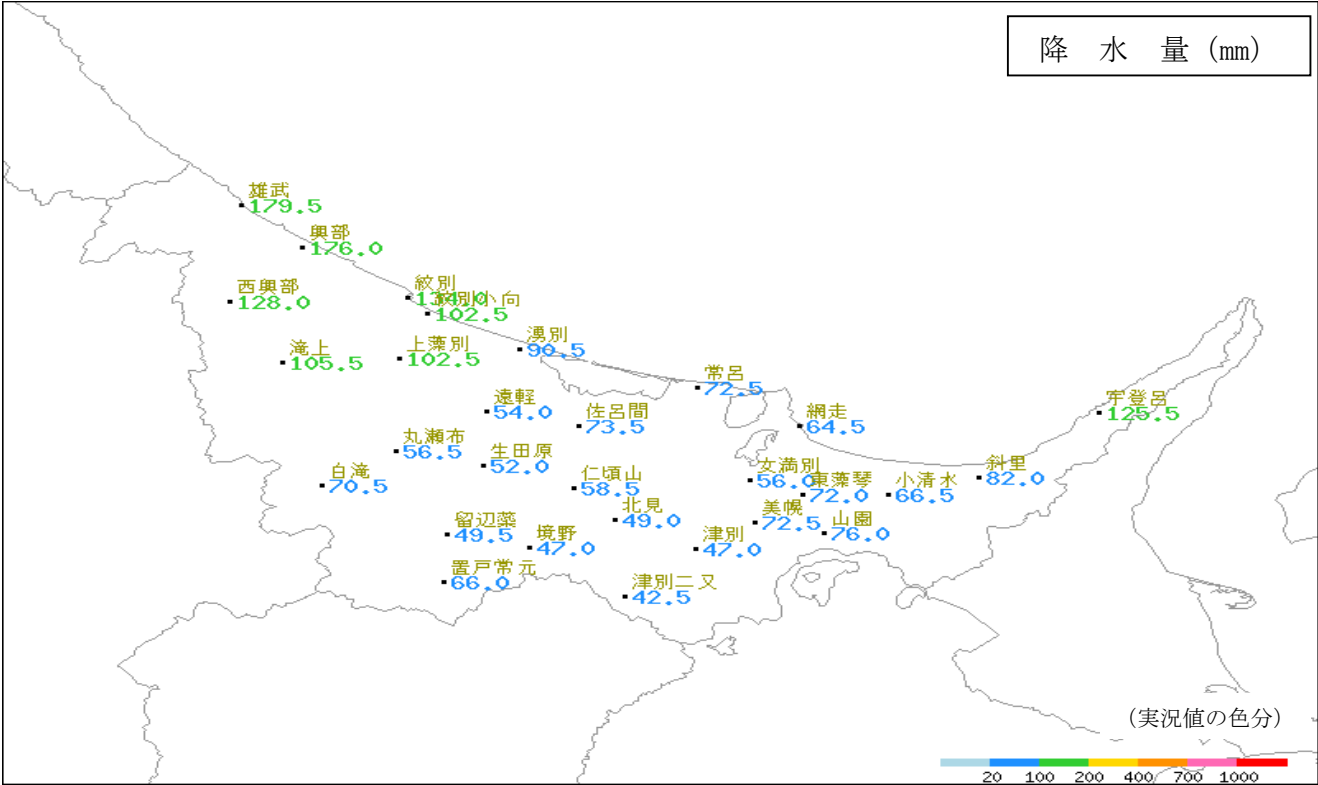 降 水 量 (mm)
雄武
179.5
興部
176.0
西興部
128.0
紋別
134.0
紋別小向
102.5
滝上
105.5
上藻別
102.5
湧別
90.5
常呂
72.5
宇登呂
125.5
遠軽
54.0
佐呂間
73.5
網走
64.5
丸瀬布
56.5
生田原
52.0
白滝
70.5
仁頃山
58.5
女満別
56.0
東藻琴
72.0
小清水
66.5
斜里
82.0
北見
49.0
美幌
72.5
山園
76.0
留辺蘂
49.5
境野
47.0
津別
47.0
置戸常元
66.0
津別二又
42.5
(実況値の色分)
20 100 200 400 700 1000